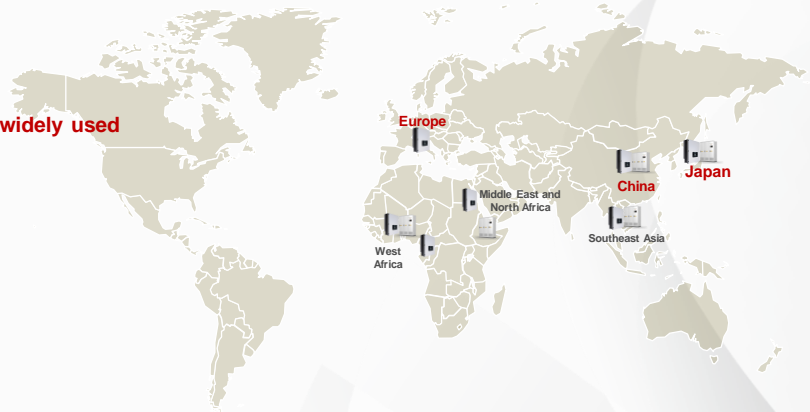 widely used
Europe
China
Japan
Middle East and
North Africa
Southeast Asia
West
Africa